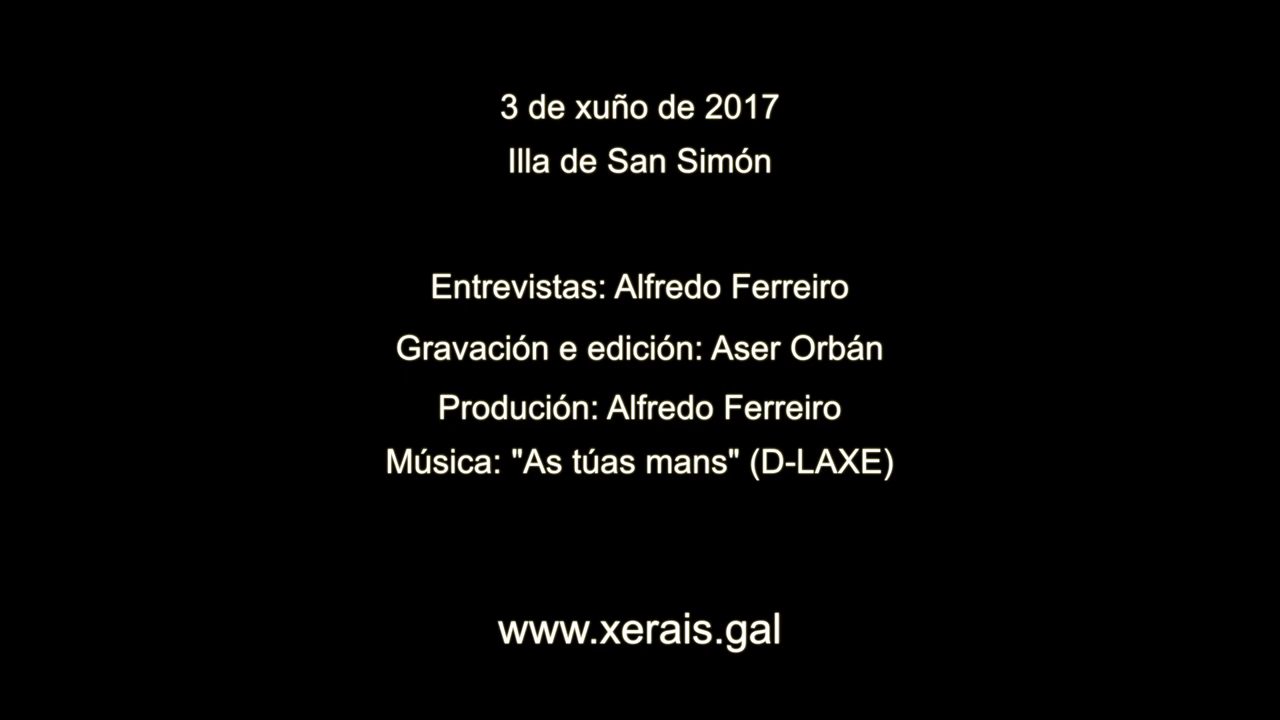 3 de xuño de 2017
Illa de San Simón
Entrevistas: Alfredo Ferreiro
Gravación e edición: Aser Orbán
Produción: Alfredo Ferreiro
Música: "As túas mans" (D-LAXE)
www.xerais.gal